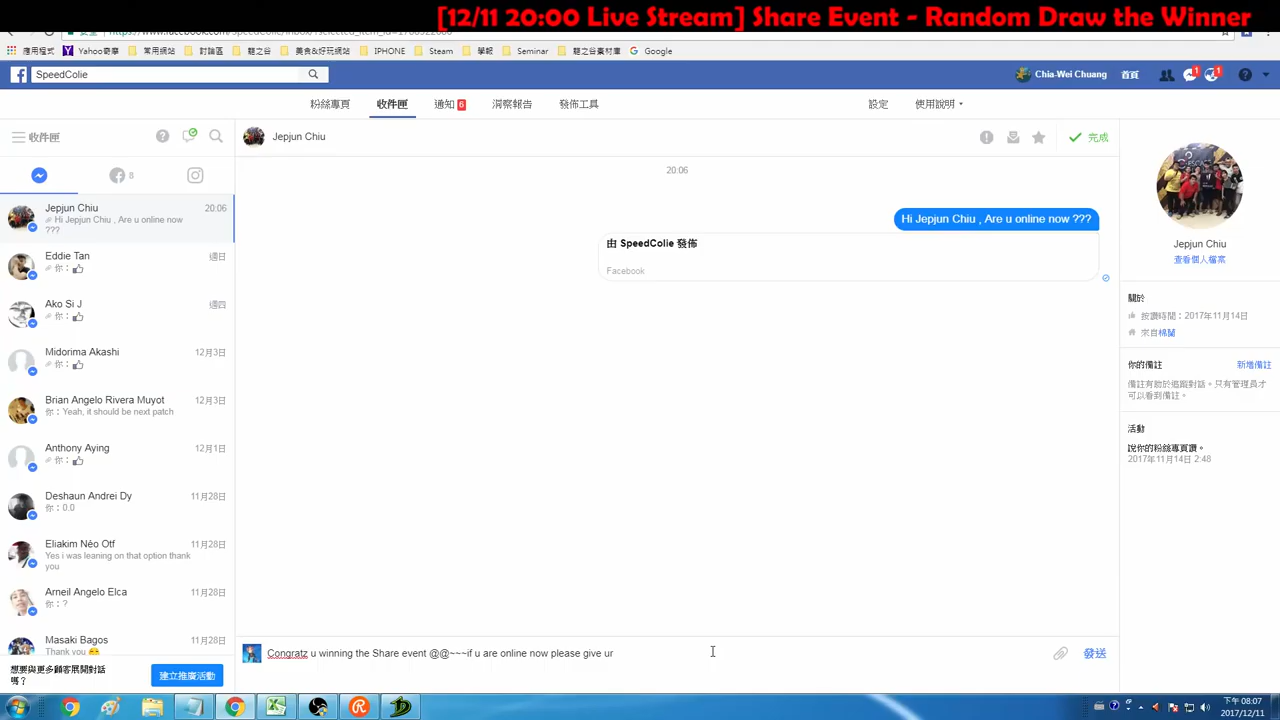 [12/11 20:00 Live Stream] Share Event - Random Draw the Winner
應用程式 Yahoo奇摩 常用網站 討論區 龍之谷 美食&好玩網站 IPHONE Steam 學報 Seminar 龍之谷素材庫 Google
SpeedColie Chia-Wei Chuang 首頁 1 1
粉絲專頁 收件匣 通知 6 洞察報告 發佈工具 設定 使用說明
收件匣 Jepjun Chiu 完成
8
20:06
Jepjun Chiu 20:06
Hi Jepjun Chiu , Are u online now
???
Hi Jepjun Chiu , Are u online now ???
由 SpeedColie 發佈
Facebook
Eddie Tan 週日
你：
Ako Si J 週四
你：
Midorima Akashi 12月3日
你：
Brian Angelo Rivera Muyot 12月3日
你：Yeah, it should be next patch
Anthony Aying 12月1日
你：
Deshaun Andrei Dy 11月28日
你：0.0
Eliakim Nëo Otf 11月28日
Yes i was leaning on that option thank
you
Arneil Angelo Elca 11月28日
你：?
Masaki Bagos 11月28日
Thank you
想要與更多顧客展開對話
嗎？
建立推廣活動
Congratz u winning the Share event @@~~~if u are online now please give ur
發送
Jepjun Chiu
查看個人檔案
關於
按讚時間：2017年11月14日
來自棉蘭
你的備註 新增備註
備註有助於追蹤對話。只有管理員才
可以看到備註。
活動
說你的粉絲專頁讚。
2017年11月14日 2:48
下午 08:07
2017/12/11